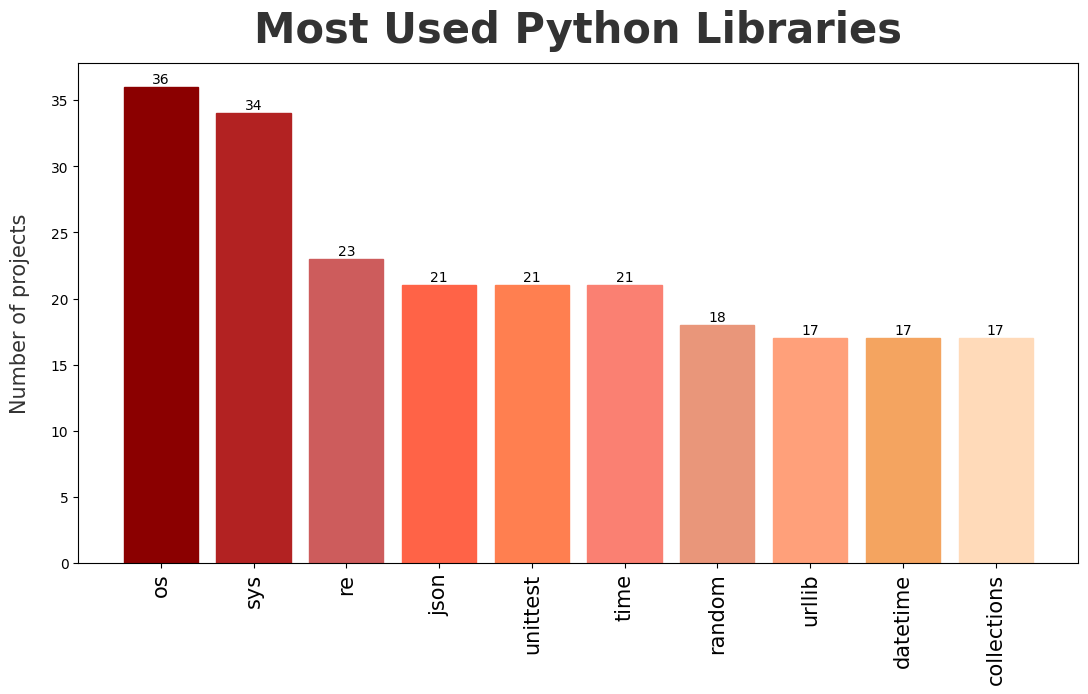 Most Used Python Libraries
Number of projects
35
30
25
20
15
10
5
0
36
34
23
21
21
21
18
17
17
17
os
sys
re
json
unittest
time
random
urllib
datetime
collections